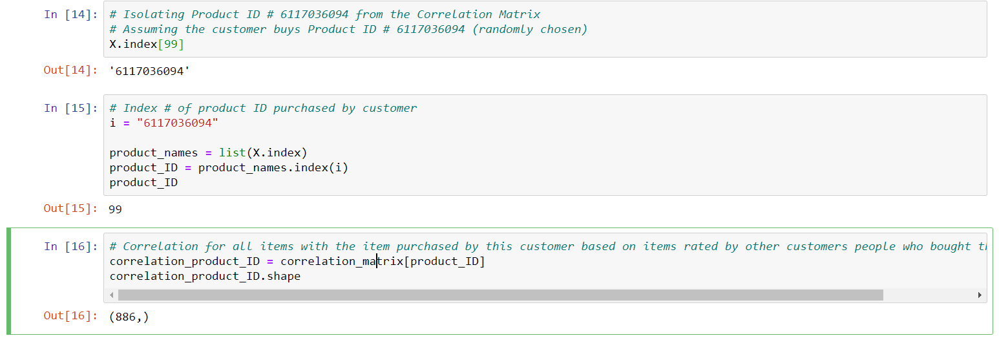 In [14]: # Isolating Product ID # 6117036094 from the Correlation Matrix
# Assuming the customer buys Product ID # 6117036094 (randomly chosen)
X.index[99]
Out[14]: '6117036094'
In [15]: # Index # of product ID purchased by customer
i = "6117036094"
product_names = list(X.index)
product_ID = product_names.index(i)
product_ID
Out[15]: 99
In [16]: # Correlation for all items with the item purchased by this customer based on items rated by other customers people who bought
correlation_product_ID = correlation_matrix[product_ID]
correlation_product_ID.shape
Out[16]: (886,)